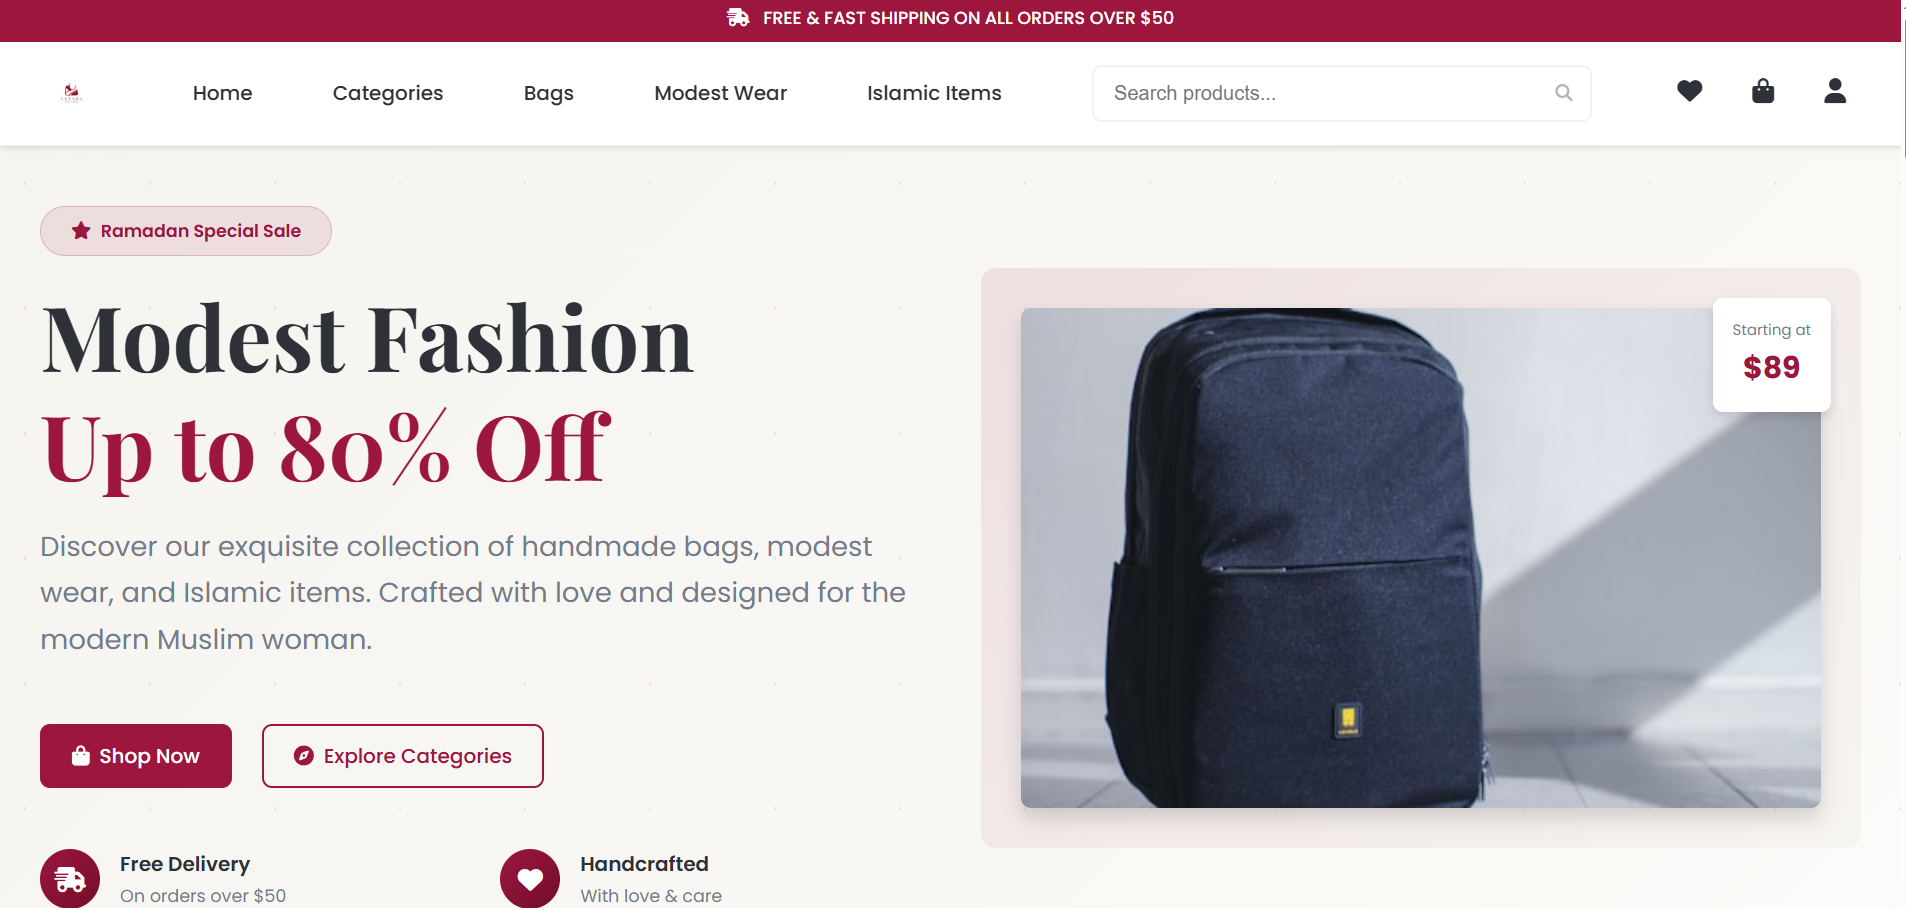 FREE & FAST SHIPPING ON ALL ORDERS OVER $50
Home
Categories
Bags
Modest Wear
Islamic Items
Search products...
Ramadan Special Sale
Modest Fashion
Up to 80% Off
Discover our exquisite collection of handmade bags, modest
wear, and Islamic items. Crafted with love and designed for the
modern Muslim woman.
Shop Now
Explore Categories
Free Delivery
On orders over $50
Handcrafted
With love & care
Starting at
$89